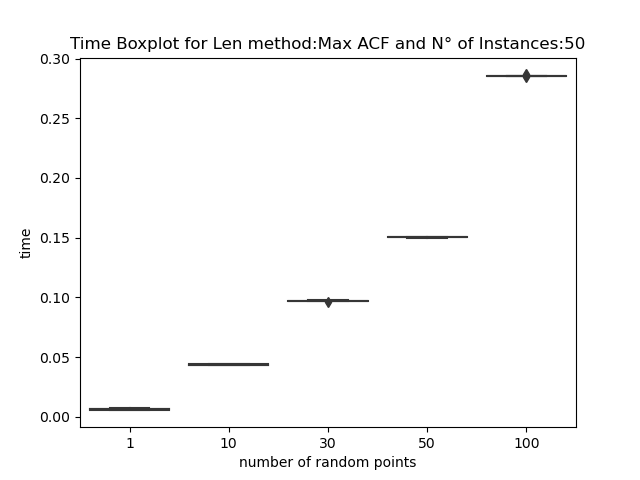 Time Boxplot for Len method:Max ACF and N° of Instances:50
0.30
0.25
0.20
0.15
0.10
0.05
0.00
time
1 10 30 50 100
number of random points